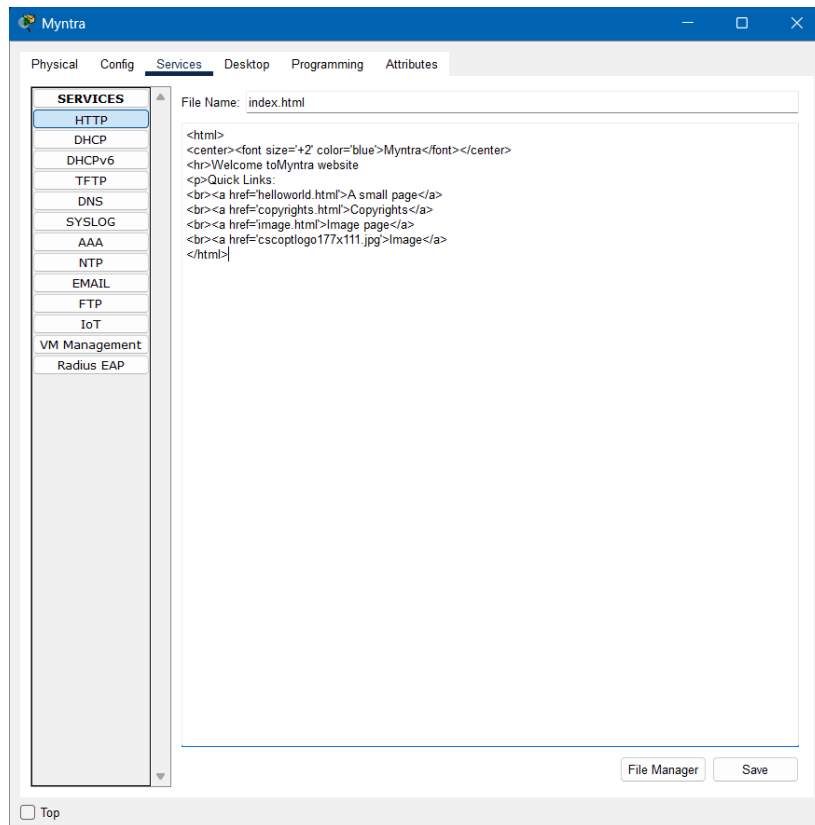 Myntra
Physical Config Services Desktop Programming Attributes
SERVICES
HTTP
DHCP
DHCPv6
TFTP
DNS
SYSLOG
AAA
NTP
EMAIL
FTP
IoT
VM Management
Radius EAP
File Name: index.html
<html>
<center><font size='+2' color='blue'>Myntra</font></center>
<hr>Welcome toMyntra website
<p>Quick Links:
<br><a href='helloworld.html'>A small page</a>
<br><a href='copyrights.html'>Copyrights</a>
<br><a href='image.html'>Image page</a>
<br><a href='cscoptlogo177x111.jpg'>Image</a>
</html>
File Manager Save
Top